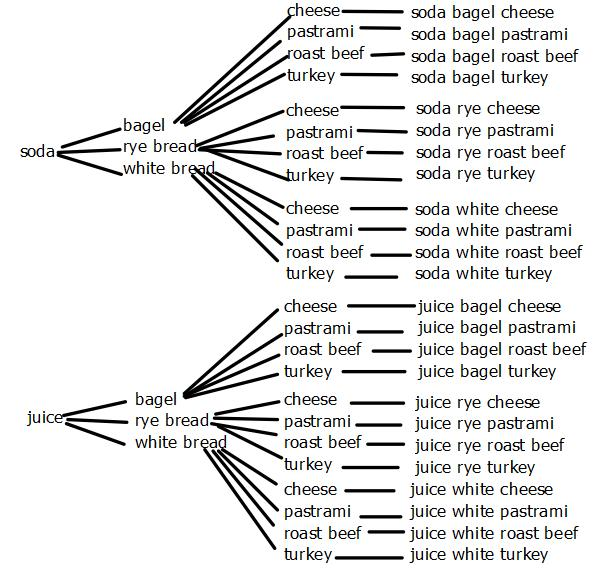 cheese soda bagel cheese
pastrami soda bagel pastrami
roast beef soda bagel roast beef
turkey soda bagel turkey
bagel
cheese soda rye cheese
pastrami soda rye pastrami
soda rye bread roast beef soda rye roast beef
white bread turkey soda rye turkey
cheese soda white cheese
pastrami soda white pastrami
roast beef soda white roast beef
turkey soda white turkey
cheese juice bagel cheese
pastrami juice bagel pastrami
roast beef juice bagel roast beef
turkey juice bagel turkey
bagel cheese juice rye cheese
juice rye bread pastrami juice rye pastrami
white bread roast beef juice rye roast beef
turkey juice rye turkey
cheese juice white cheese
pastrami juice white pastrami
roast beef juice white roast beef
turkey juice white turkey